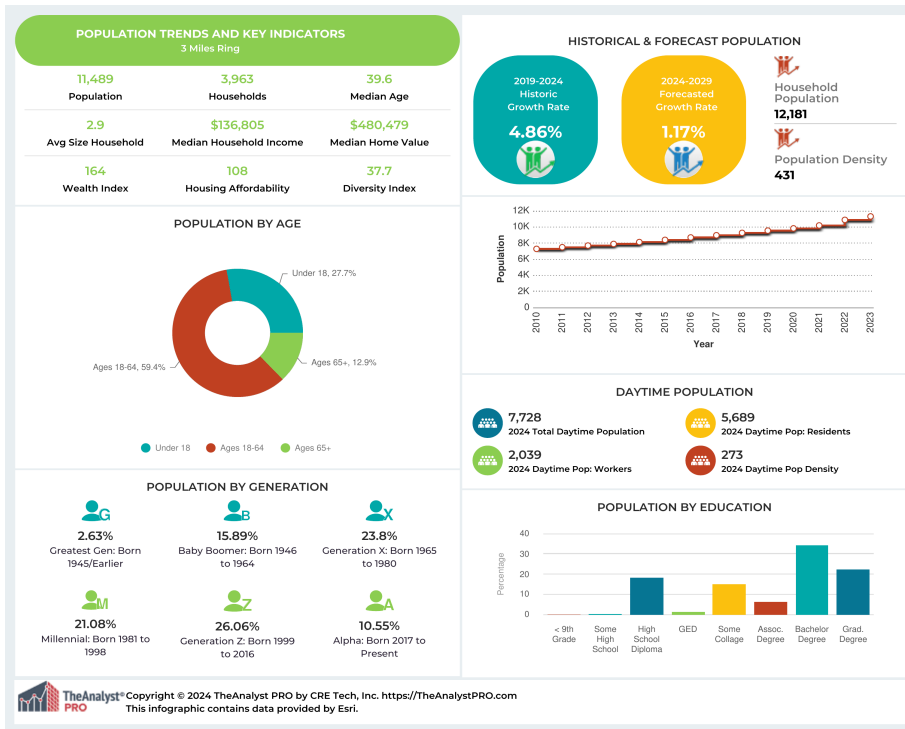 POPULATION TRENDS AND KEY INDICATORS
3 Miles Ring
11,489
Population
3,963
Households
39.6
Median Age
2.9
Avg Size Household
$136,805
Median Household Income
$480,479
Median Home Value
164
Wealth Index
108
Housing Affordability
37.7
Diversity Index
HISTORICAL & FORECAST POPULATION
2019-2024
Historic
Growth Rate
4.86%
2024-2029
Forecasted
Growth Rate
1.17%
Household
Population
12,181
Population Density
431
POPULATION BY AGE
Under 18, 27.7%
Ages 65+, 12.9%
Ages 18-64, 59.4%
Under 18
Ages 18-64
Ages 65+
12K
10K
8K
6K
4K
2K
0
Population
2010
2011
2012
2013
2014
2015
2016
2017
2018
2019
2020
2021
2022
2023
Year
DAYTIME POPULATION
7,728
2024 Total Daytime Population
5,689
2024 Daytime Pop: Residents
2,039
2024 Daytime Pop: Workers
273
2024 Daytime Pop Density
POPULATION BY GENERATION
G
2.63%
Greatest Gen: Born
1945/Earlier
B
15.89%
Baby Boomer: Born 1946
to 1964
X
23.8%
Generation X: Born 1965
to 1980
M
21.08%
Millennial: Born 1981 to
1998
Z
26.06%
Generation Z: Born 1999
to 2016
A
10.55%
Alpha: Born 2017 to
Present
POPULATION BY EDUCATION
Percentage
40
30
20
10
0
< 9th
Grade
Some
High
School
High
School
Diploma
GED
Some
Collage
Assoc.
Degree
Bachelor
Degree
Grad.
Degree
TheAnalyst®
PRO
Copyright © 2024 TheAnalyst PRO by CRE Tech, Inc. https://TheAnalystPRO.com
This infographic contains data provided by Esri.